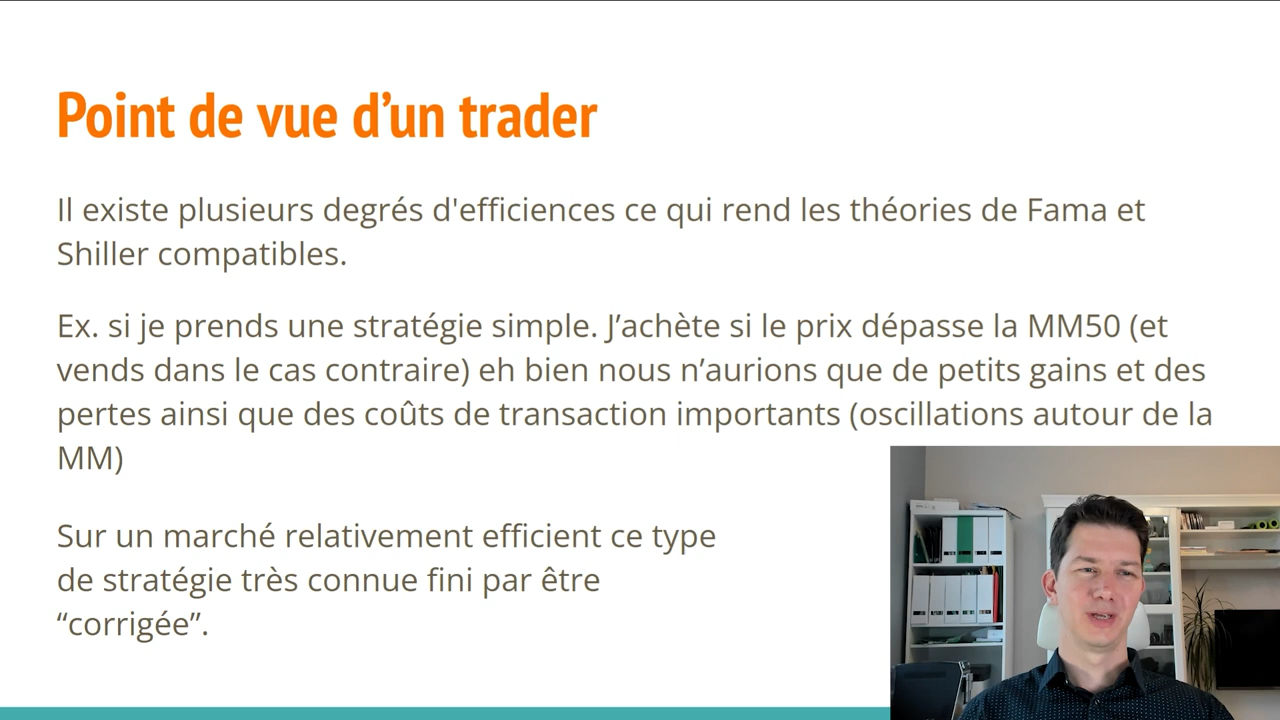 Point de vue d’un trader
Il existe plusieurs degrés d'efficiences ce qui rend les théories de Fama et
Shiller compatibles.
Ex. si je prends une stratégie simple. J’achète si le prix dépasse la MM50 (et
vends dans le cas contraire) eh bien nous n’aurions que de petits gains et des
pertes ainsi que des coûts de transaction importants (oscillations autour de la
MM)
Sur un marché relativement efficient ce type
de stratégie très connue fini par être
“corrigée”.